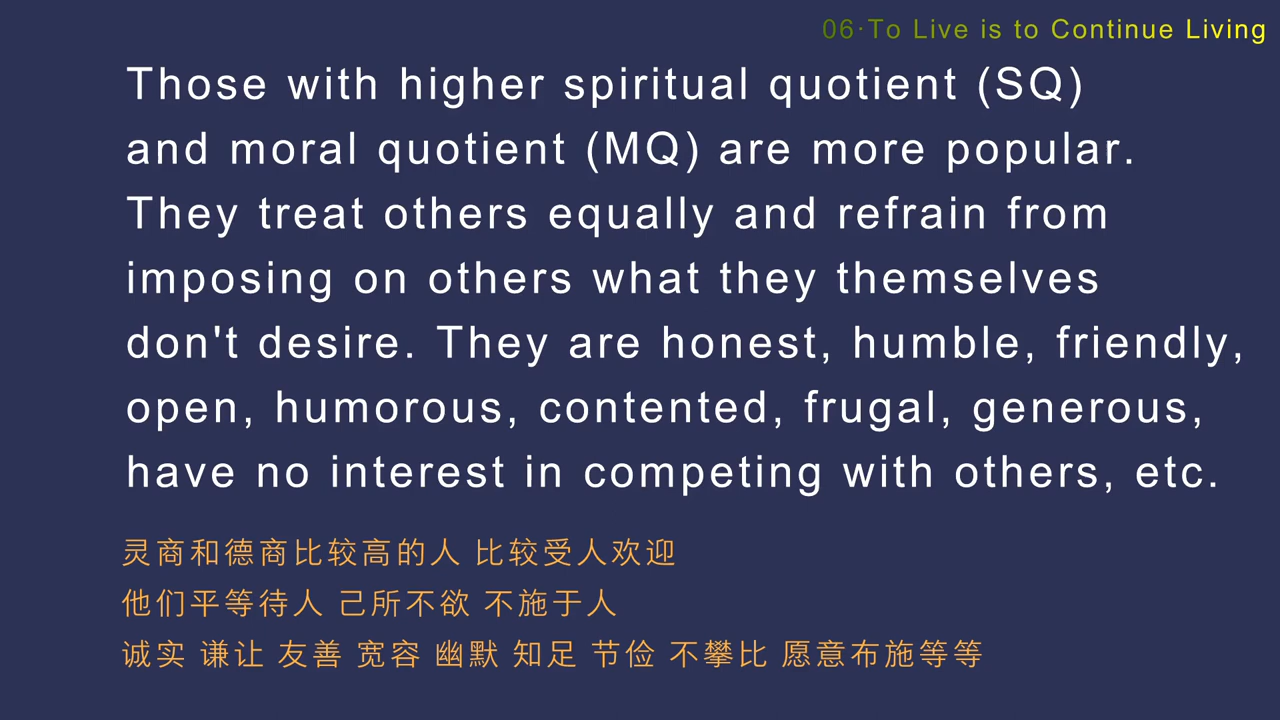 06·To Live is to Continue Living
Those with higher spiritual quotient (SQ)
and moral quotient (MQ) are more popular.
They treat others equally and refrain from
imposing on others what they themselves
don't desire. They are honest, humble, friendly,
open, humorous, contented, frugal, generous,
have no interest in competing with others, etc.
灵商和德商比较高的人 比较受人欢迎
他们平等待人 己所不欲 不施于人
诚实 谦让 友善 宽容 幽默 知足 节俭 不攀比 愿意布施等等